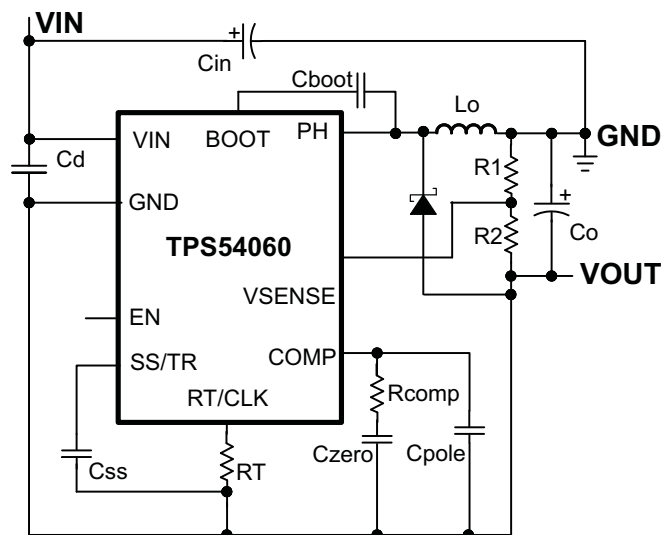 VIN
Cin
+
Cboot
Lo
VIN
BOOT
PH
GND
Cd
R1
GND
+
TPS54060
R2
Co
VOUT
VSENSE
EN
COMP
SS/TR
Rcomp
RT/CLK
Czero
Cpole
Css
RT